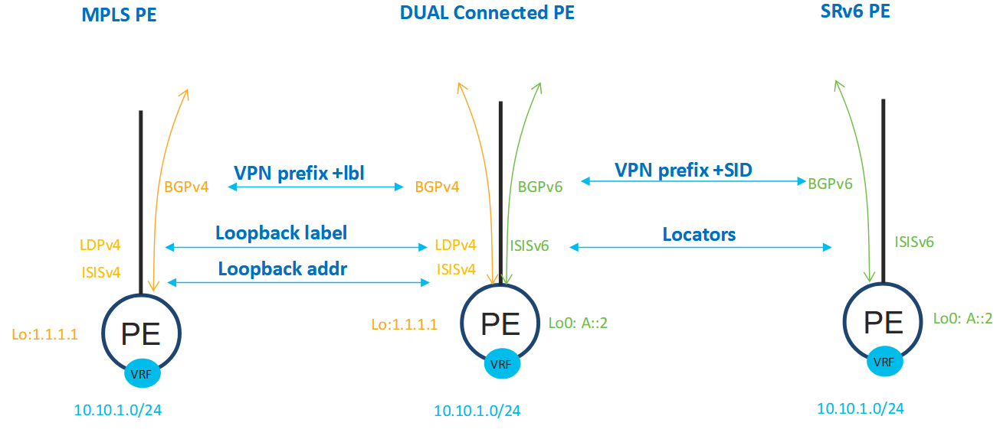 MPLS PE
DUAL Connected PE
SRv6 PE
VPN prefix +lbl
VPN prefix +SID
BGPv4
BGPv4
BGPv6
BGPv6
Loopback label
Locators
LDPv4
LDPv4
ISISv6
ISISv6
Loopback addr
ISISv4
ISISv4
Lo:1.1.1.1
PE
Lo:1.1.1.1
PE
Lo0: A::2
PE
Lo0: A::2
VRF
VRF
VRF
10.10.1.0/24
10.10.1.0/24
10.10.1.0/24